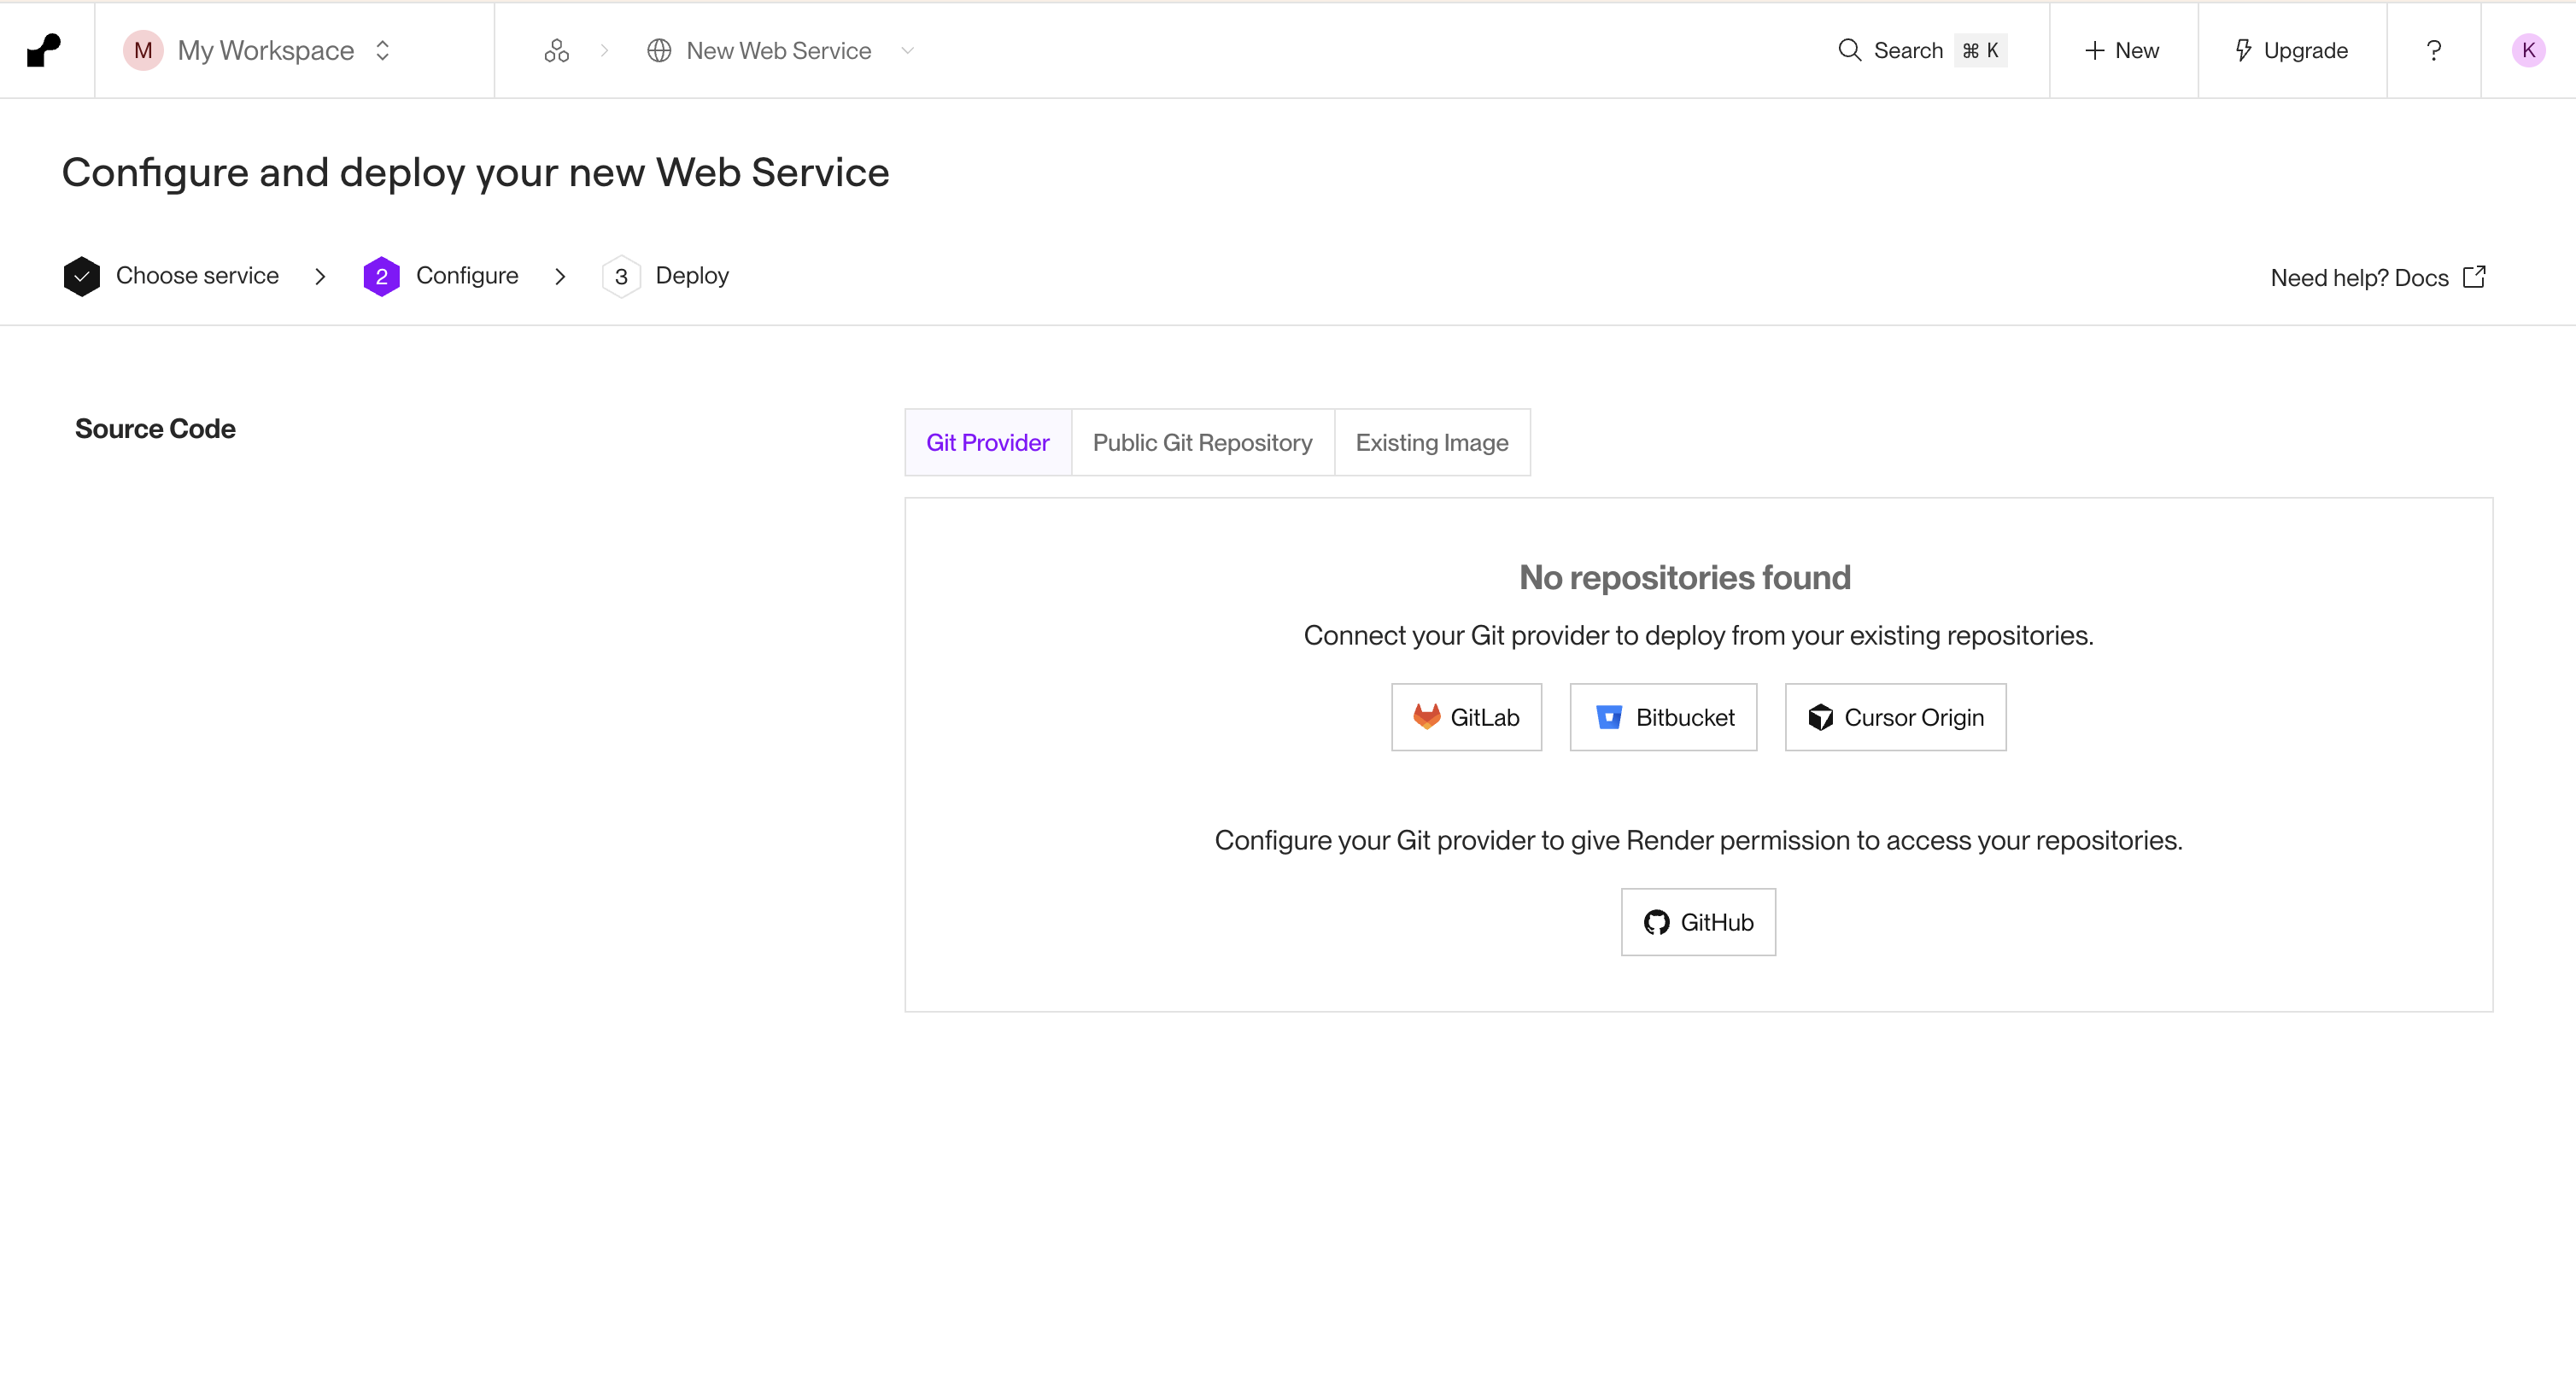 M My Workspace
New Web Service
Search ⌘ K
+ New
Upgrade
?
K
Configure and deploy your new Web Service
Choose service
2 Configure
3 Deploy
Need help? Docs
Source Code
Git Provider
Public Git Repository
Existing Image
No repositories found
Connect your Git provider to deploy from your existing repositories.
GitLab
Bitbucket
Cursor Origin
Configure your Git provider to give Render permission to access your repositories.
GitHub